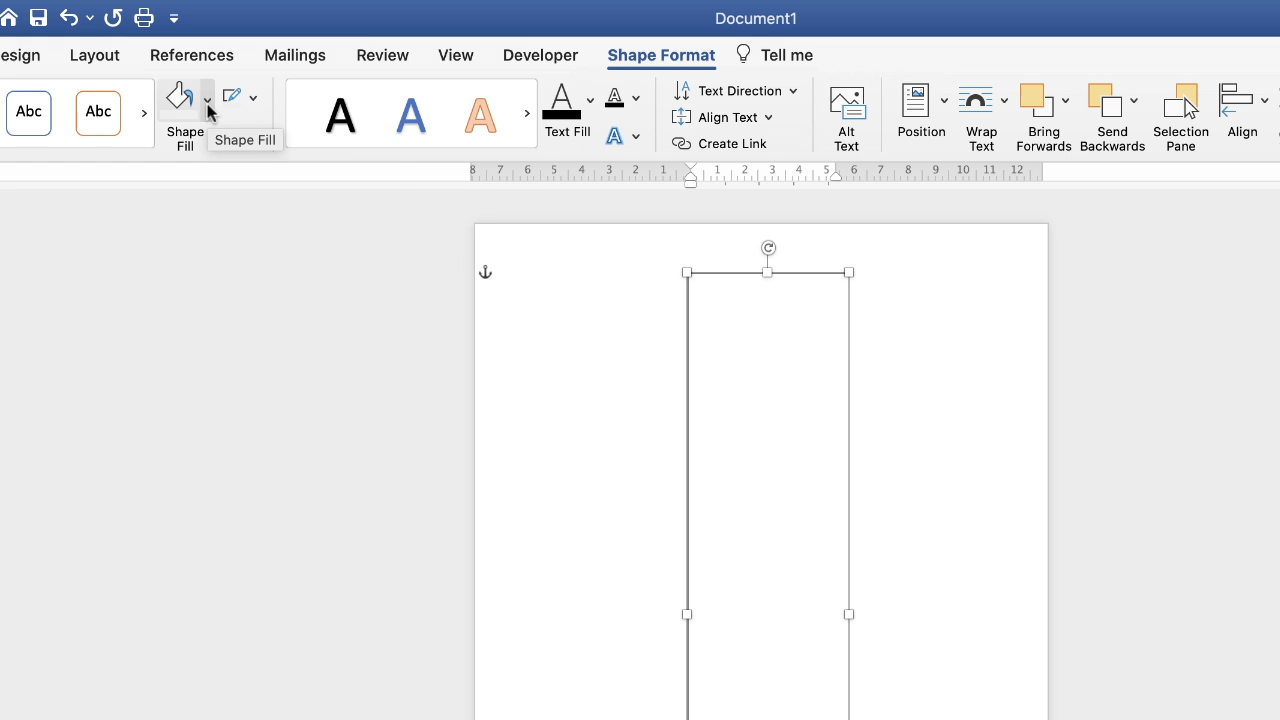 Document1
esign Layout References Mailings Review View Developer Shape Format Tell me
Abc Abc
Shape Fill
Shape Fill
A A A
A
Text Fill
A
A
Text Direction
Align Text
Create Link
Alt Text
Position
Wrap Text
Bring Forwards
Send Backwards
Selection Pane
Align
8 7 6 5 4 3 2 1 1 2 3 4 5 6 7 8 9 10 11 12